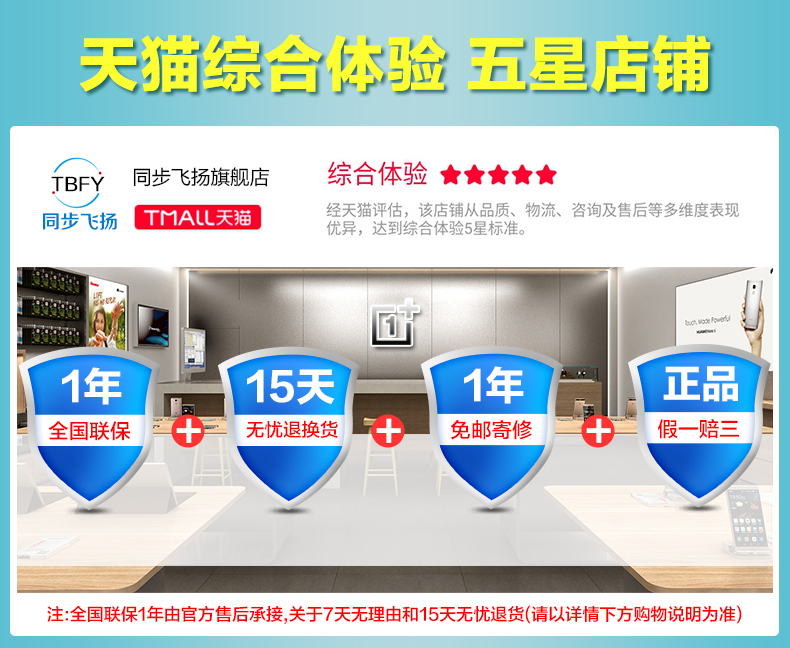 天猫综合体验 五星店铺
TBFY
同步飞扬
同步飞扬旗舰店
TMALL天猫
综合体验 ★★★★★
经天猫评估，该店铺从品质、物流、咨询及售后等多维度表现
优异，达到综合体验5星标准。
1+
Touch, Made Powerful
HUAWEI Mate S
1年
全国联保
15天
无忧退换货
1年
免邮寄修
正品
假一赔三
注:全国联保1年由官方售后承接,关于7天无理由和15天无忧退货(请以详情下方购物说明为准)